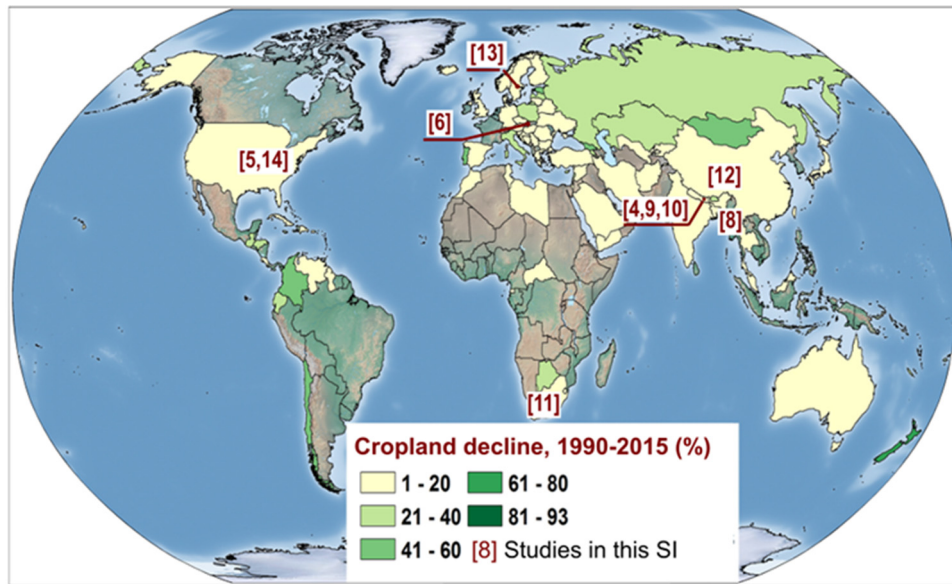 [13]
[6]
[5,14]
[12]
[4,9,10]
[8]
[11]
Cropland decline, 1990-2015 (%)
1 - 20
61 - 80
21 - 40
81 - 93
41 - 60
[8] Studies in this SI